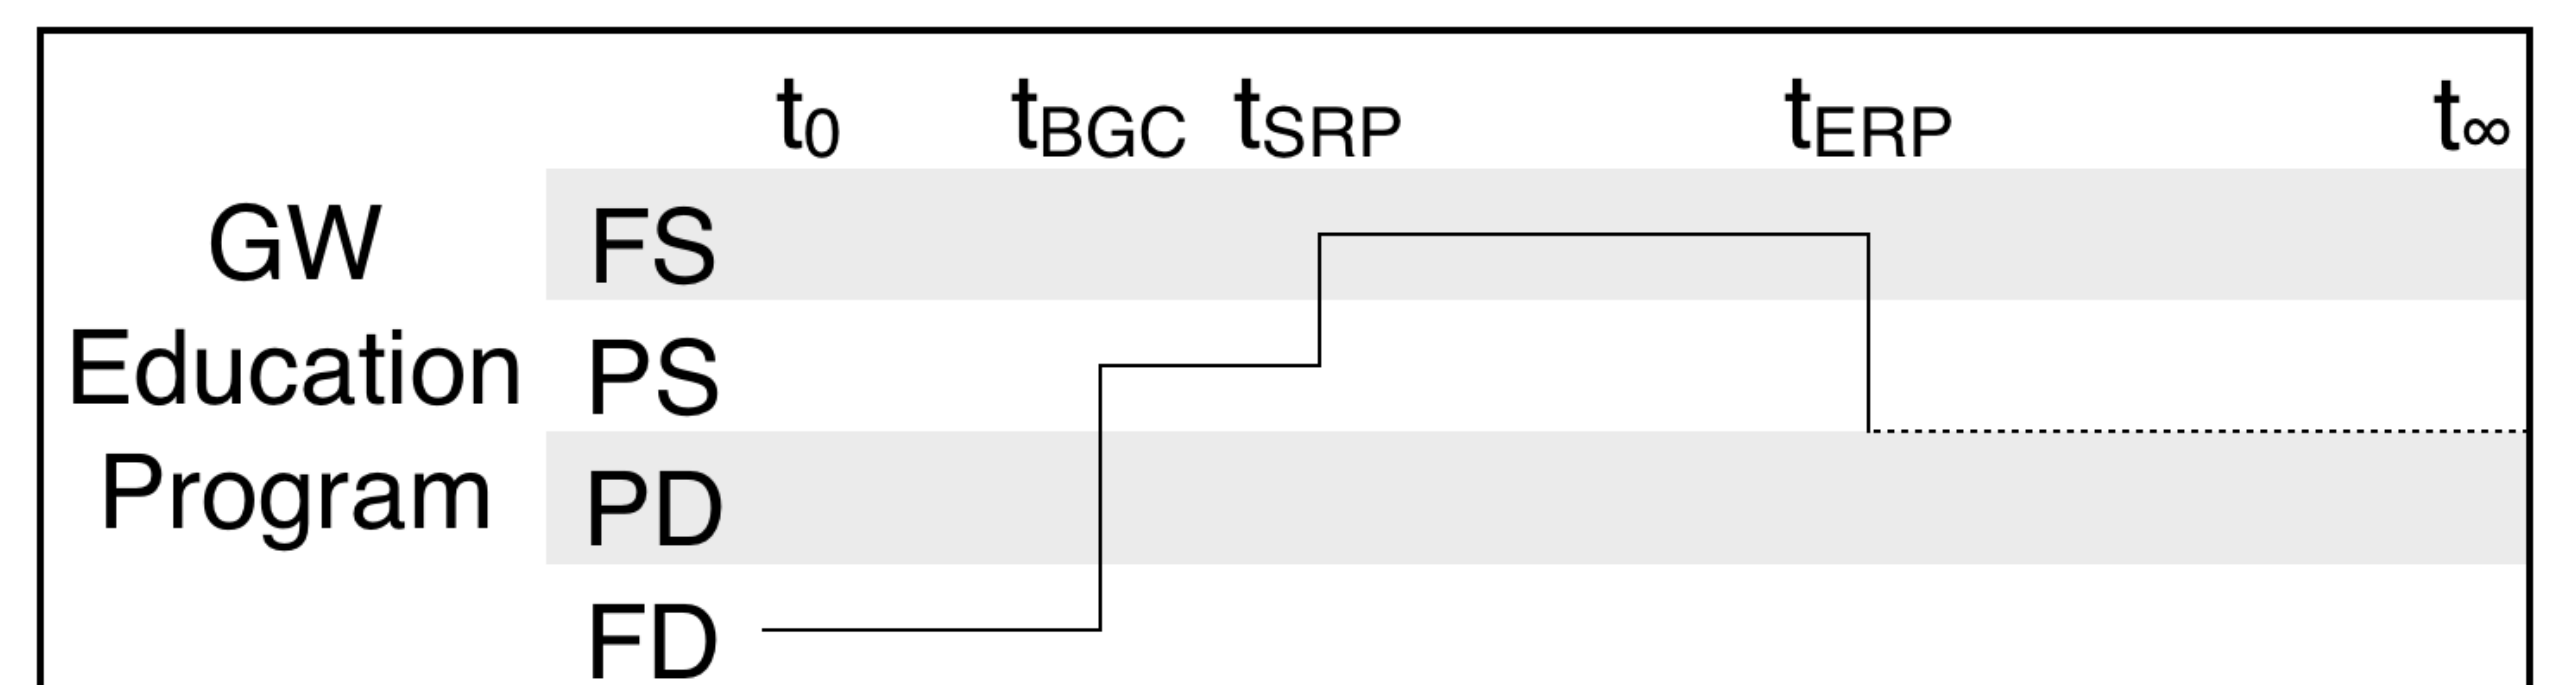 t0 tBGC tSRP tERP t∞
GW FS
Education PS
Program PD
FD